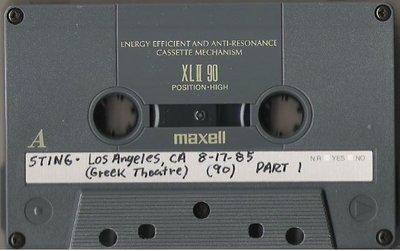 ENERGY EFFICIENT AND ANTI-RESONANCE
CASSETTE MECHANISM
XLII 90
POSITION·HIGH
maxell
A
STING - LOS ANGELES, CA 8-17-85
(Greek Theatre) (90) PART 1
N.R YES NO